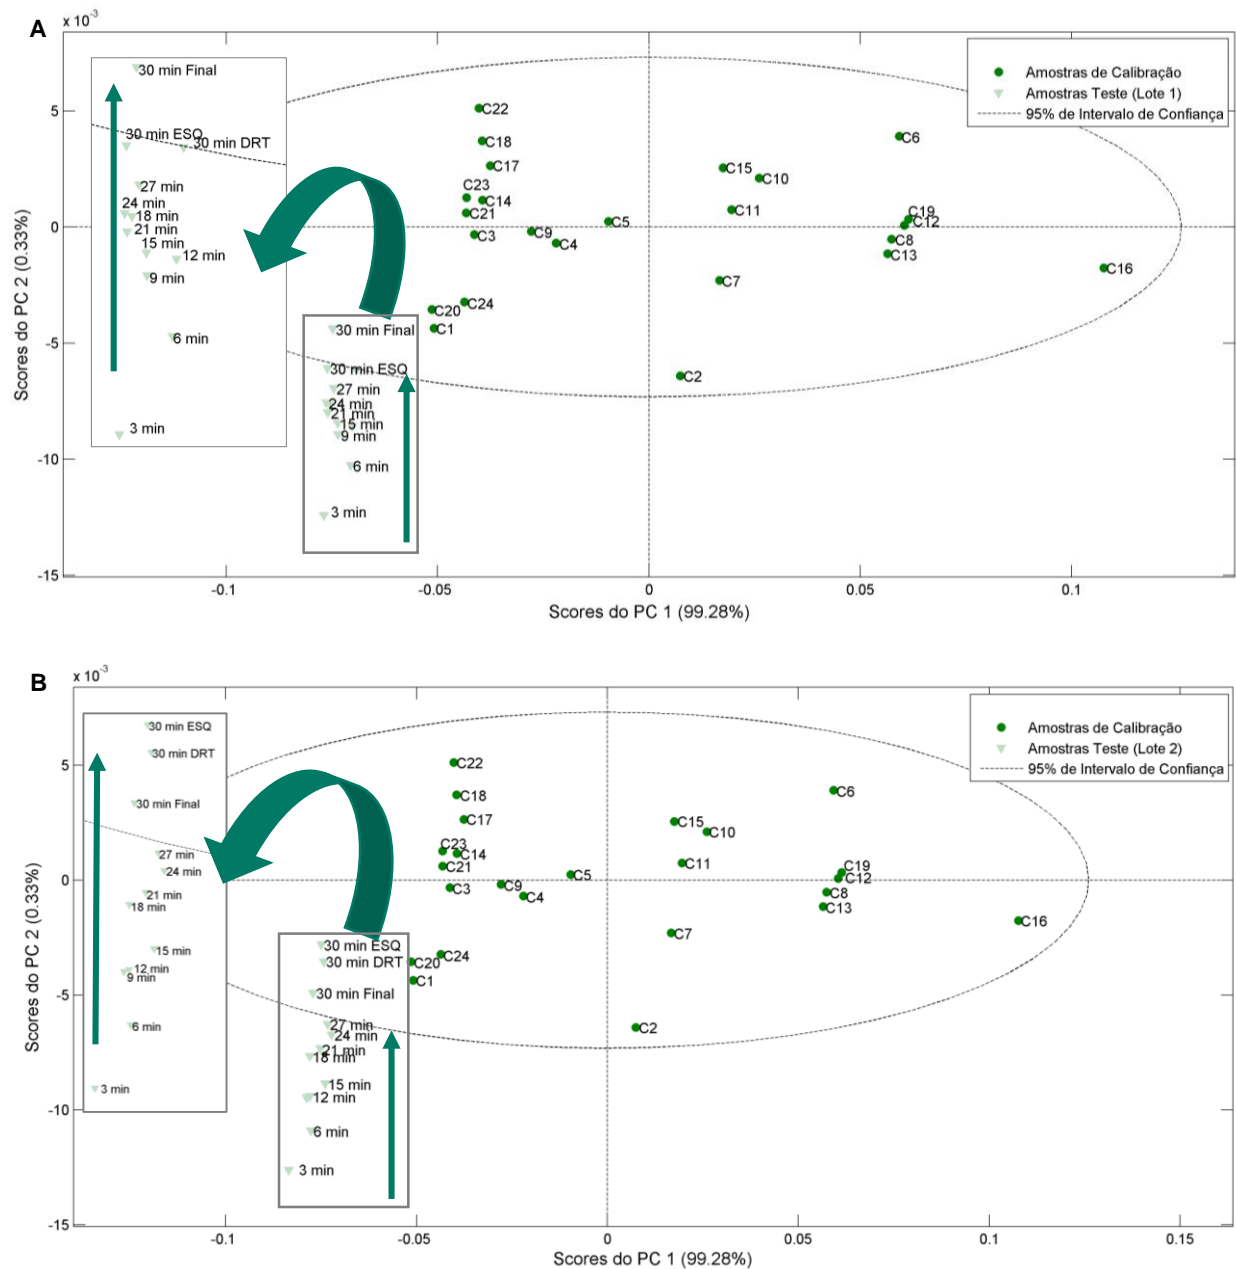 A
x 10-3
Amostras de Calibração
Amostras Teste (Lote 1)
95% de Intervalo de Confiança
30 min Final
30 min ESQ
30 min DRT
27 min
24 min
18 min
21 min
15 min
12 min
9 min
6 min
3 min
30 min Final
30 min ESQ
27 min
24 min
21 min
15 min
9 min
6 min
3 min
C22
C18
C17
C23
C14
C21
C3
C9
C4
C5
C20
C24
C1
C15
C10
C11
C7
C2
C6
C19
C12
C8
C13
C16
5
0
-5
-10
-15
-0.1
-0.05
0
0.05
0.1
Scores do PC 2 (0.33%)
Scores do PC 1 (99.28%)
B
x 10-3
Amostras de Calibração
Amostras Teste (Lote 2)
95% de Intervalo de Confiança
30 min ESQ
30 min DRT
30 min Final
27 min
24 min
21 min
18 min
15 min
12 min
9 min
6 min
3 min
30 min ESQ
30 min DRT
30 min Final
27 min
24 min
21 min
18 min
15 min
12 min
6 min
3 min
C22
C18
C17
C23
C14
C21
C3
C9
C4
C5
C24
C20
C1
C15
C10
C11
C7
C2
C6
C19
C12
C8
C13
C16
5
0
-5
-10
-15
-0.1
-0.05
0
0.05
0.1
0.15
Scores do PC 2 (0.33%)
Scores do PC 1 (99.28%)